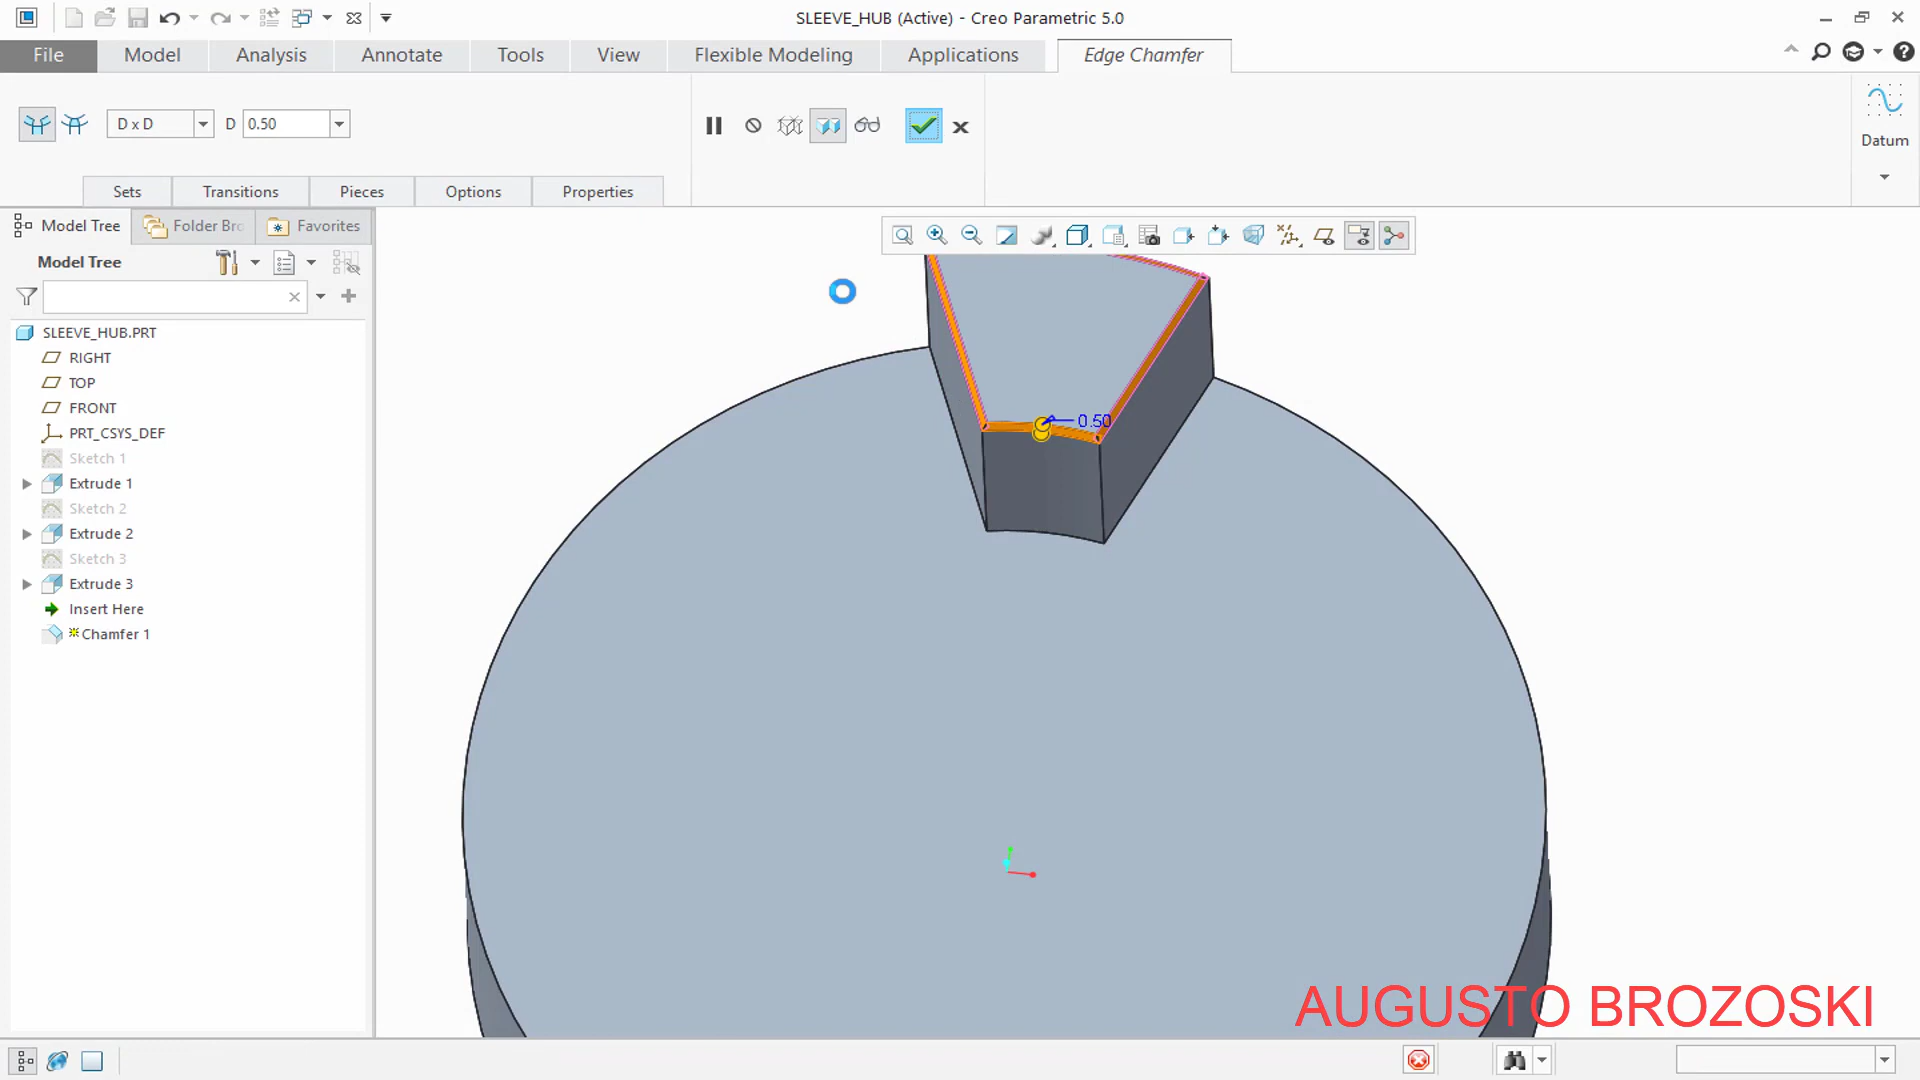 SLEEVE_HUB (Active) - Creo Parametric 5.0
File Model Analysis Annotate Tools View Flexible Modeling Applications Edge Chamfer
D x D D 0.50
Datum
Sets Transitions Pieces Options Properties
Model Tree Folder Brc Favorites
Model Tree
SLEEVE_HUB.PRT
RIGHT
TOP
FRONT
PRT_CSYS_DEF
Sketch 1
Extrude 1
Sketch 2
Extrude 2
Sketch 3
Extrude 3
Insert Here
Chamfer 1
0.50
AUGUSTO BROZOSKI